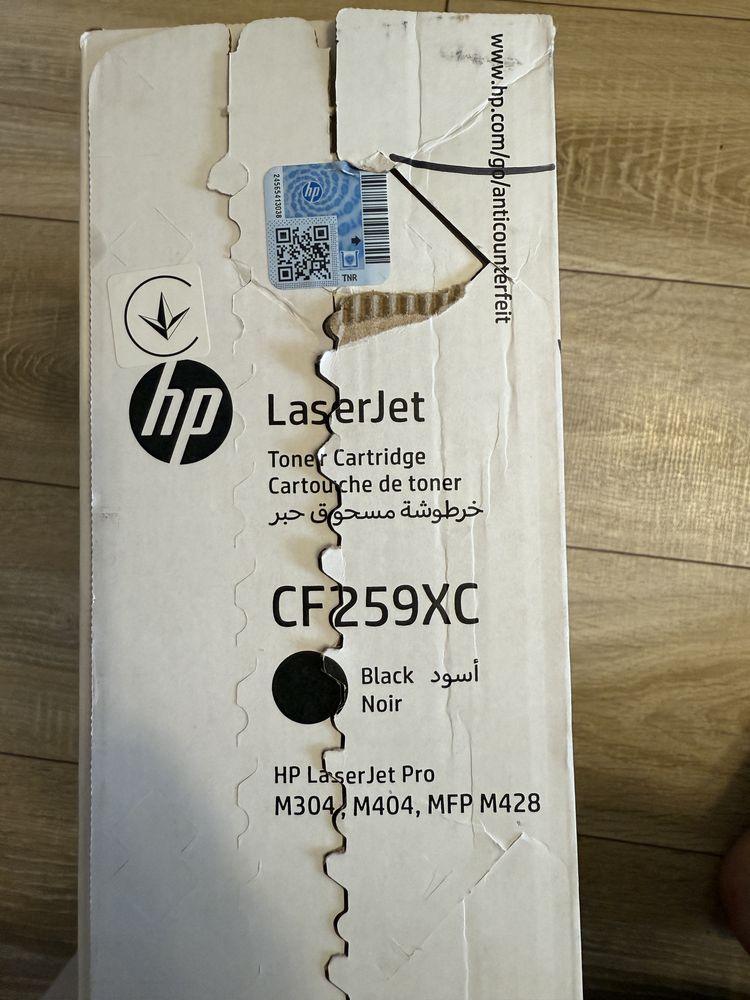 www.hp.com/go/anticounterfeit
24565413038
hp
TNR
hp
LaserJet
Toner Cartridge
Cartouche de toner
خرطوشة مسحوق حبر
CF259XC
Black أسود
Noir
HP LaserJet Pro
M304, M404, MFP M428